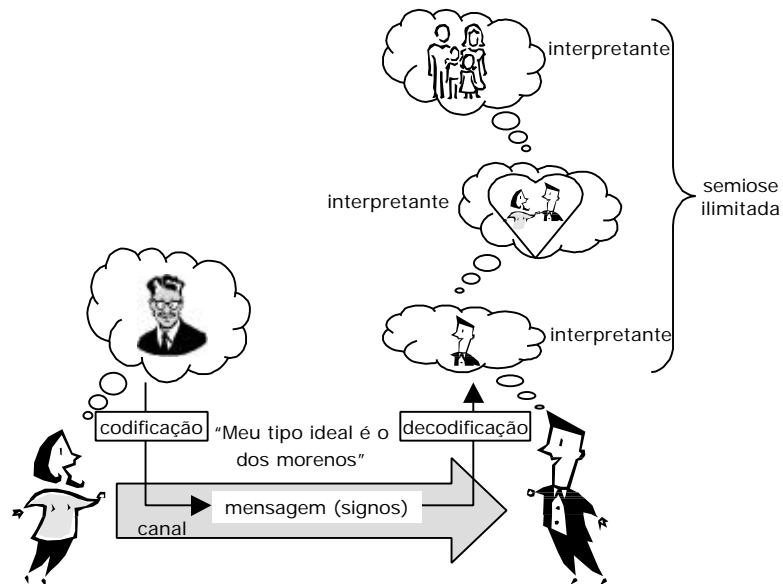 interpretante
interpretante
semiose
ilimitada
interpretante
codificação
"Meu tipo ideal é o
dos morenos"
decodificação
mensagem (signos)
canal